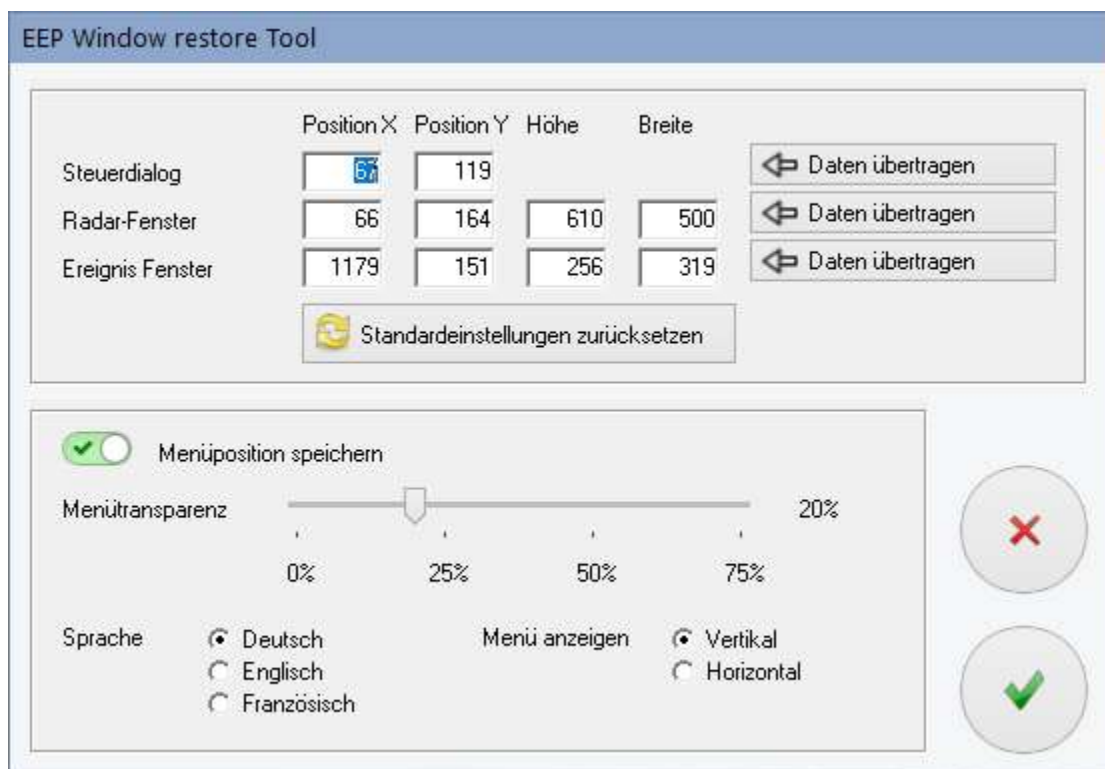 EEP Window restore Tool
Position X Position Y Höhe Breite
Steuerdialog 67 119 Daten übertragen
Radar-Fenster 66 164 610 500 Daten übertragen
Ereignis Fenster 1179 151 256 319 Daten übertragen
Standardeinstellungen zurücksetzen
Menüposition speichern
Menütransparenz 20%
0% 25% 50% 75%
Sprache Deutsch Menü anzeigen Vertikal
Englisch Horizontal
Französisch